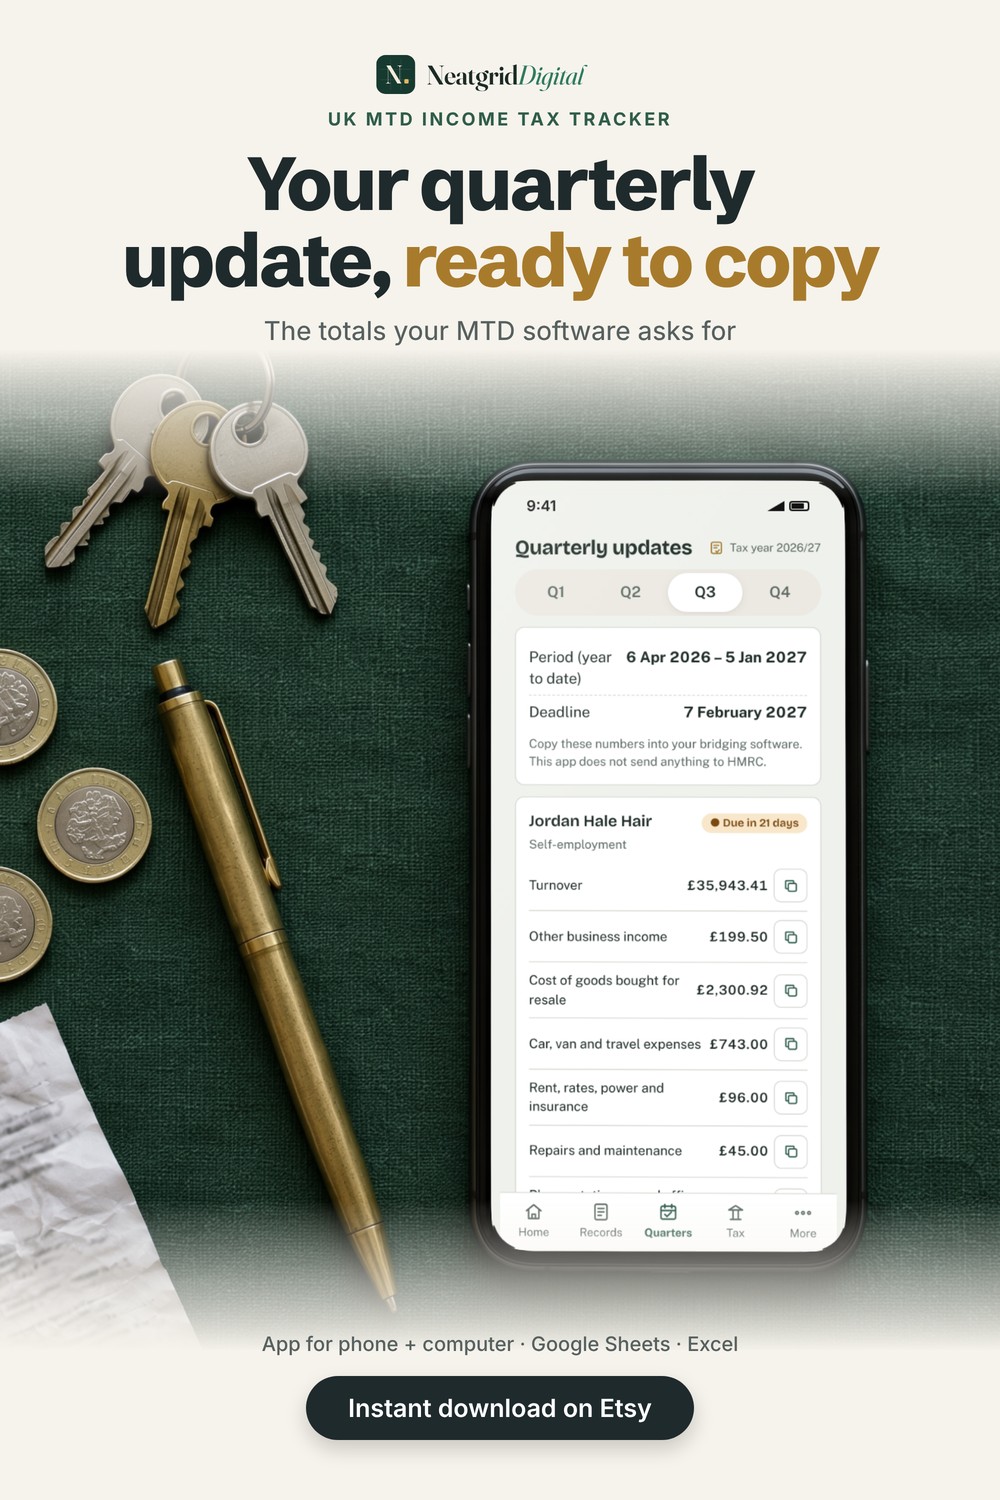 N.
NeatgridDigital
UK MTD INCOME TAX TRACKER
Your quarterly
update, ready to copy
The totals your MTD software asks for
9:41
Quarterly updates
Tax year 2026/27
Q1 Q2 Q3 Q4
Period (year to date) 6 Apr 2026 – 5 Jan 2027
Deadline 7 February 2027
Copy these numbers into your bridging software.
This app does not send anything to HMRC.
Jordan Hale Hair
Due in 21 days
Self-employment
Turnover £35,943.41
Other business income £199.50
Cost of goods bought for resale £2,300.92
Car, van and travel expenses £743.00
Rent, rates, power and insurance £96.00
Repairs and maintenance £45.00
Home Records Quarters Tax More
App for phone + computer · Google Sheets · Excel
Instant download on Etsy